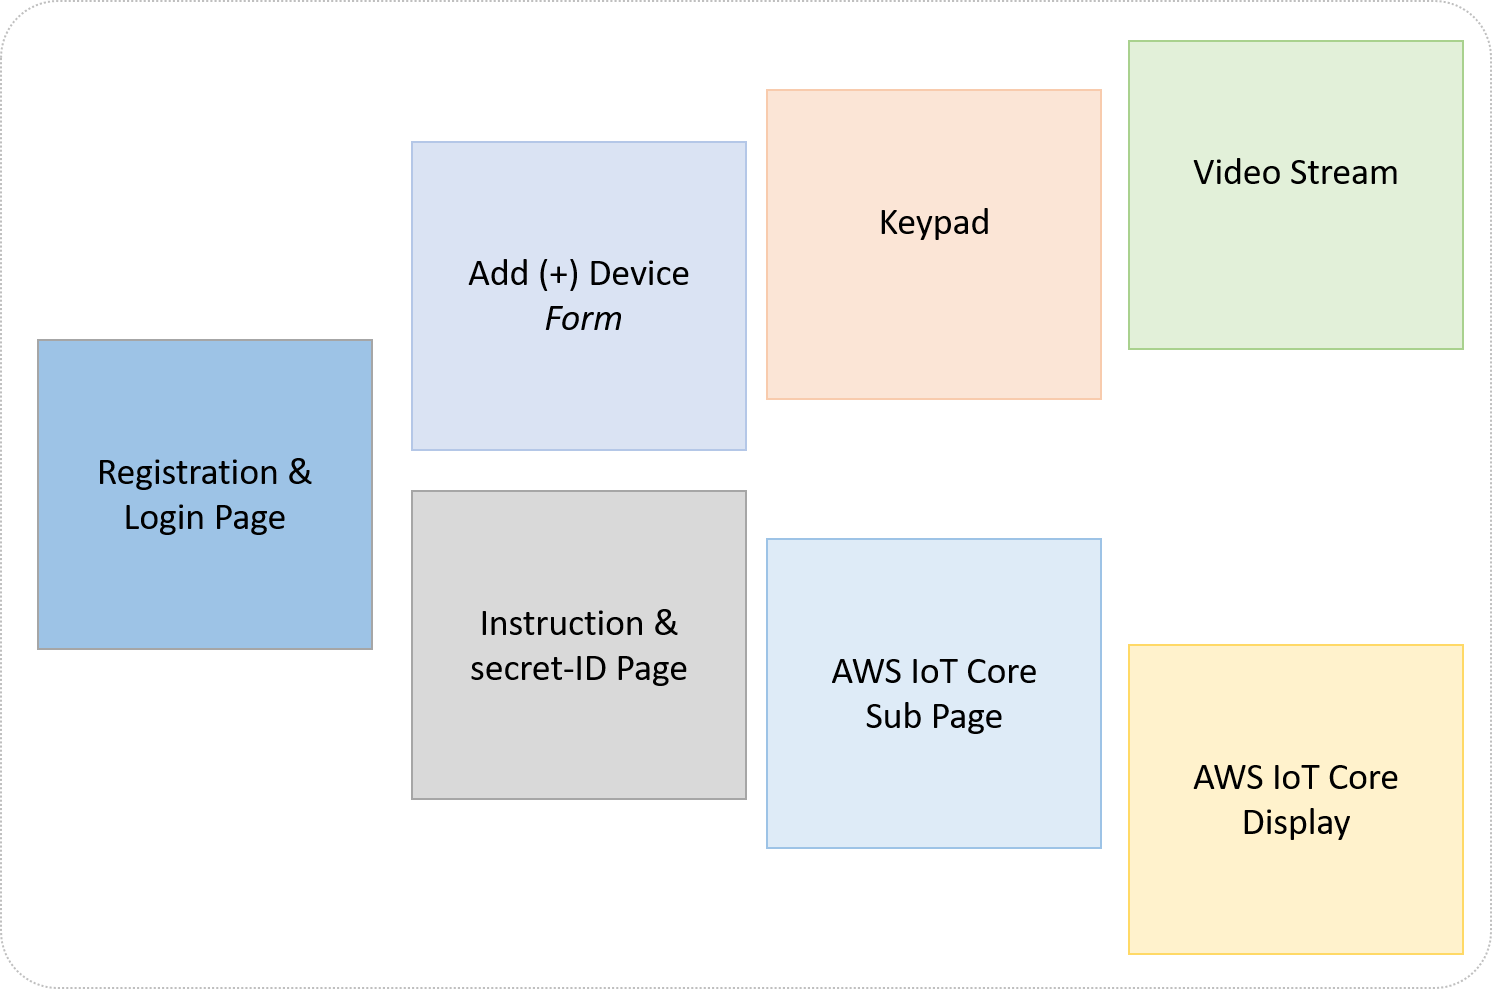 Registration &
Login Page
Add (+) Device
Form
Instruction &
secret-ID Page
Keypad
AWS IoT Core
Sub Page
Video Stream
AWS IoT Core
Display